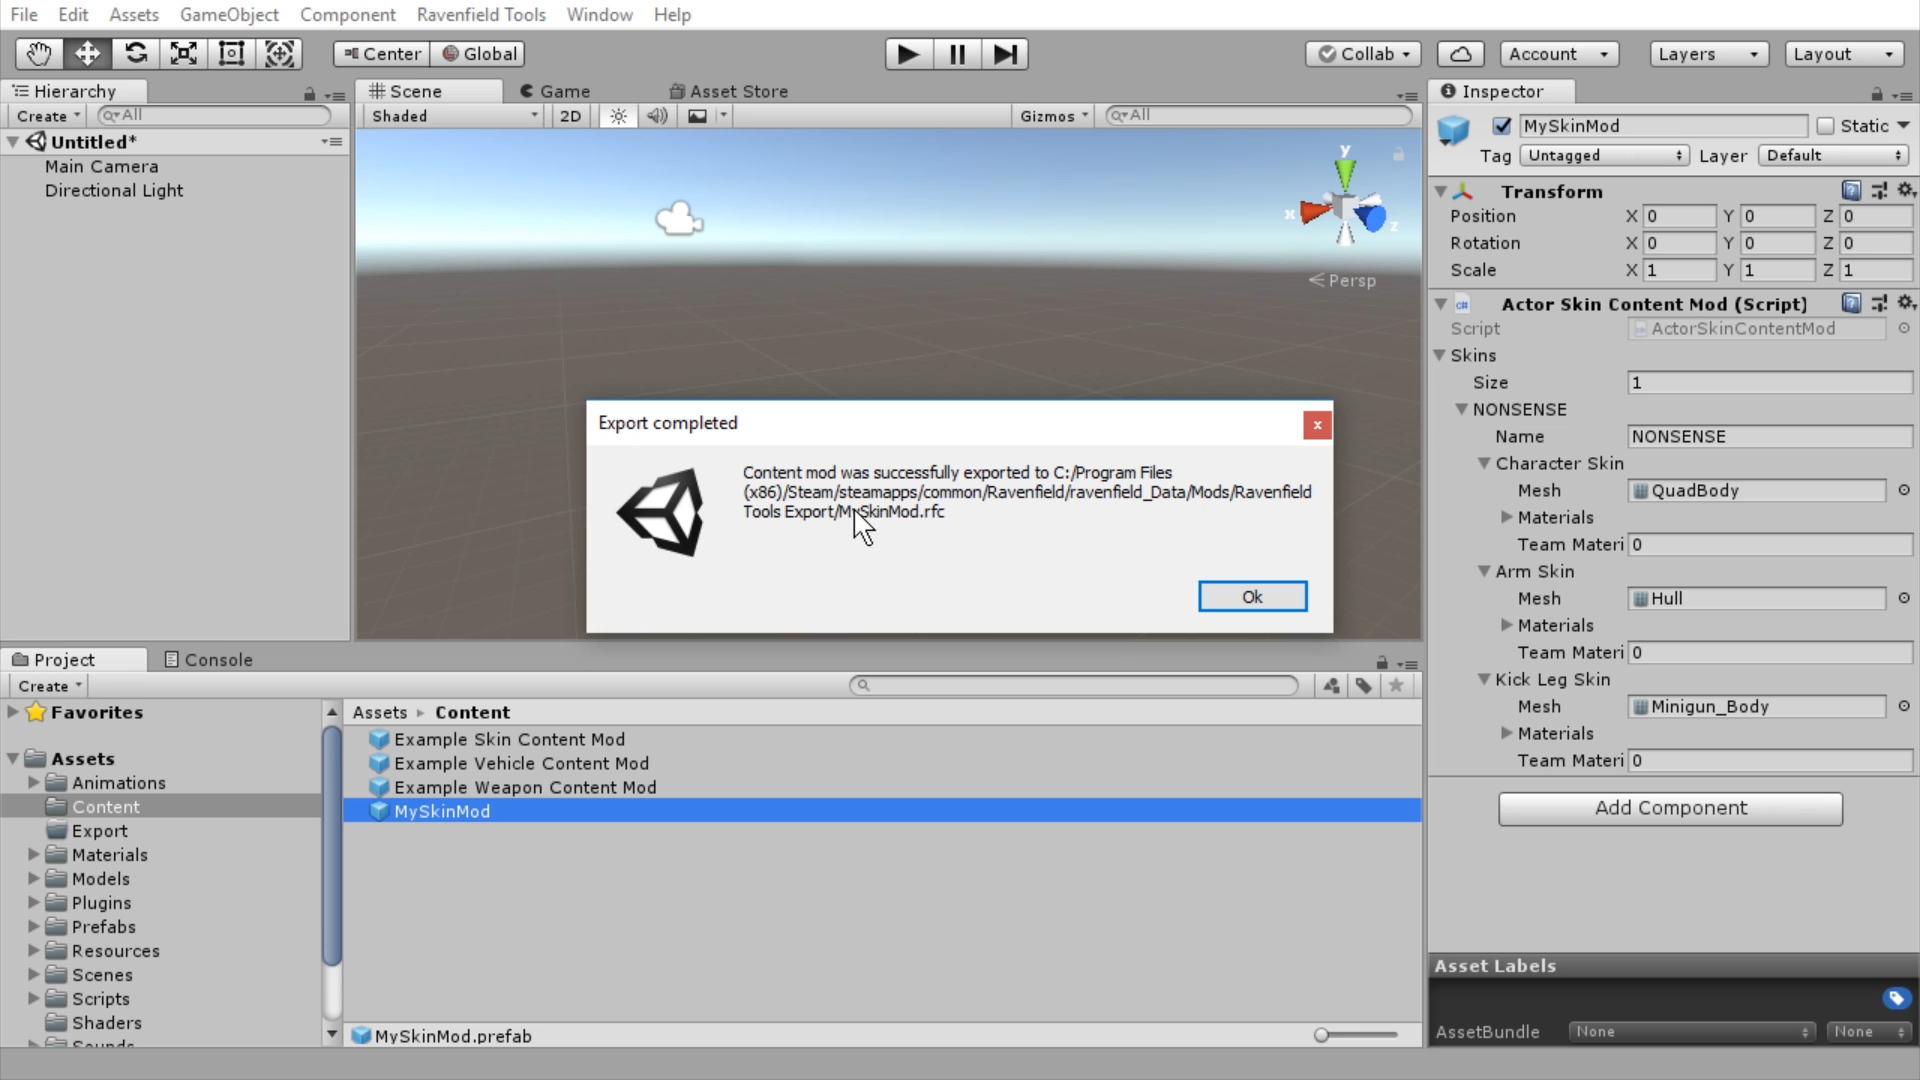 File Edit Assets GameObject Component Ravenfield Tools Window Help
Center Global Collab Account Layers Layout
Hierarchy
Create All
Untitled*
Main Camera
Directional Light
Scene Game Asset Store
Shaded 2D Gizmos All
y
x
z
Persp
Export completed
x
Content mod was successfully exported to C:/Program Files
(x86)/Steam/steamapps/common/Ravenfield/ravenfield_Data/Mods/Ravenfield
Tools Export/MySkinMod.rfc
Ok
Inspector
MySkinMod Static
Tag Untagged Layer Default
Transform
Position X 0 Y 0 Z 0
Rotation X 0 Y 0 Z 0
Scale X 1 Y 1 Z 1
C# Actor Skin Content Mod (Script)
Script ActorSkinContentMod
Skins
Size 1
NONSENSE
Name NONSENSE
Character Skin
Mesh QuadBody
Materials
Team Materi 0
Arm Skin
Mesh Hull
Materials
Team Materi 0
Kick Leg Skin
Mesh Minigun_Body
Materials
Team Materi 0
Add Component
Asset Labels
AssetBundle None None
Project Console
Create
Favorites
Assets
Animations
Content
Export
Materials
Models
Plugins
Prefabs
Resources
Scenes
Scripts
Shaders
Sounds
Assets Content
Example Skin Content Mod
Example Vehicle Content Mod
Example Weapon Content Mod
MySkinMod
MySkinMod.prefab